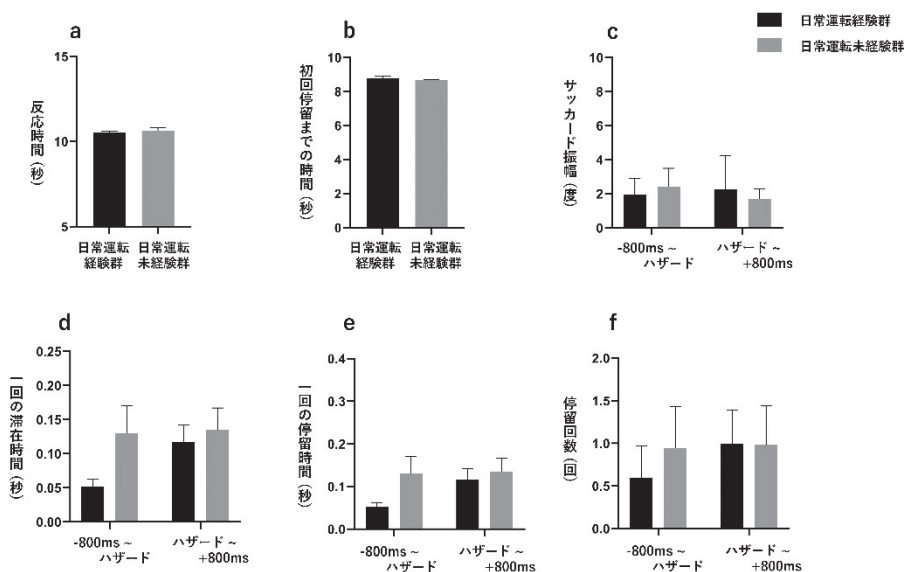 日常運転経験群
日常運転未経験群
a
反応時間 (秒)
15
10
5
日常運転
経験群
日常運転
未経験群
b
初回停留までの時間 (秒)
10
8
6
4
2
0
日常運転
経験群
日常運転
未経験群
c
サッカード振幅 (度)
10
8
6
4
2
0
-800ms ~
ハザード
ハザード ~
+800ms
d
一回の滞在時間 (秒)
0.25
0.20
0.15
0.10
0.05
0.00
-800ms ~
ハザード
ハザード ~
+800ms
e
一回の停留時間 (秒)
0.4
0.3
0.2
0.1
0.0
-800ms ~
ハザード
ハザード ~
+800ms
f
停留回数 (回)
2.0
1.5
1.0
0.5
0.0
-800ms ~
ハザード
ハザード ~
+800ms